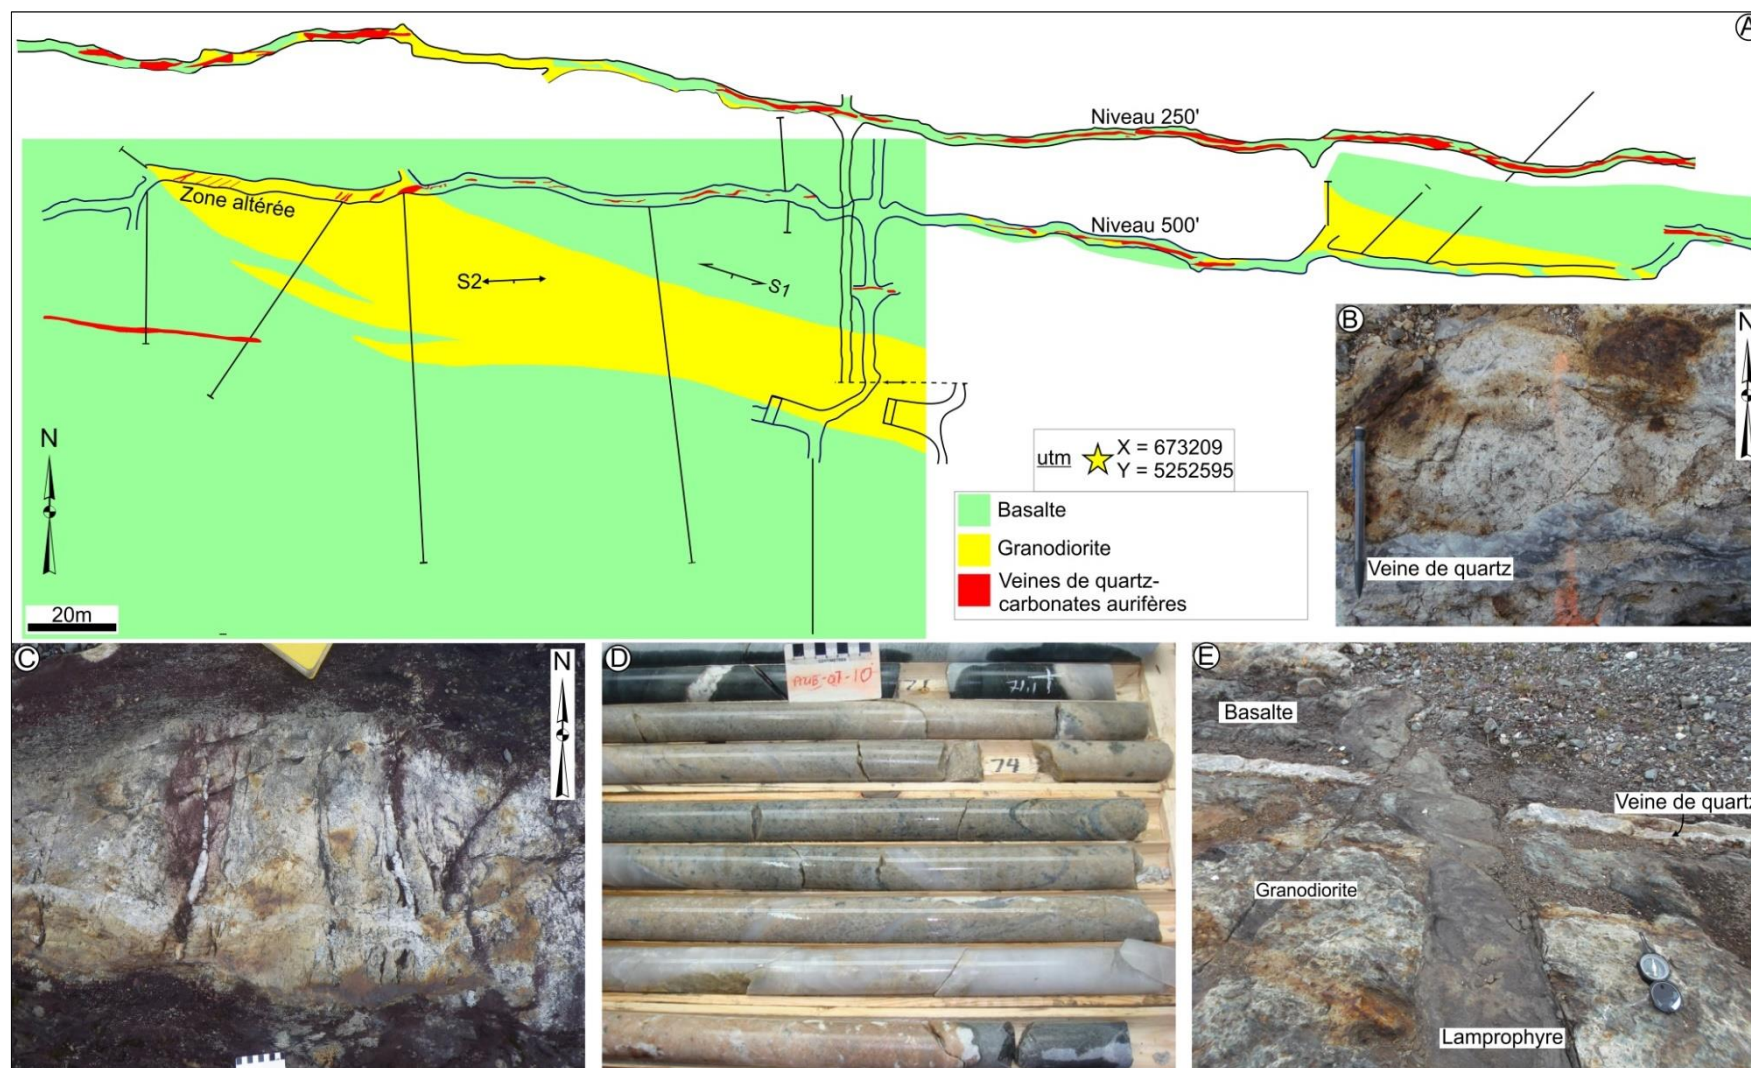 A
Niveau 250'
Zone altérée
Niveau 500'
S2
S1
N
20m
utm
X = 673209
Y = 5252595
Basalte
Granodiorite
Veines de quartz-
carbonates aurifères
B
N
Veine de quartz
C
N
D
74
E
Basalte
Veine de quartz
Granodiorite
Lamprophyre